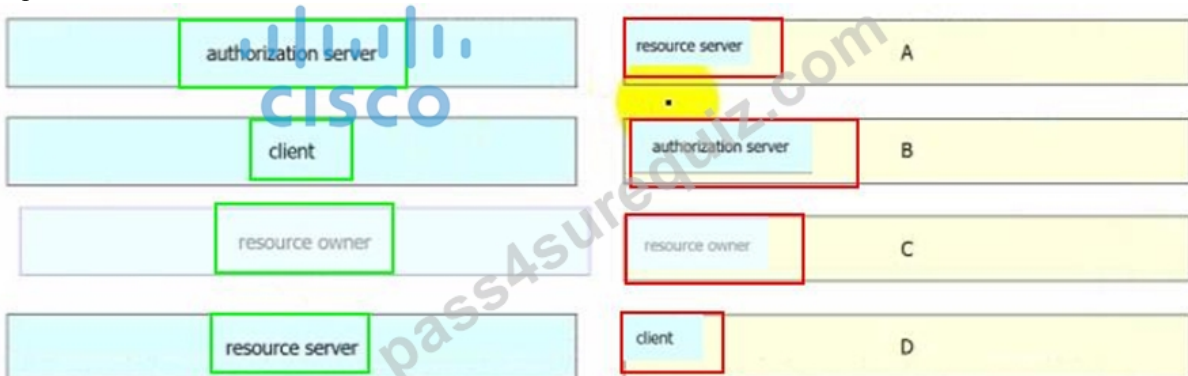 authorization server
CISCO
client
resource owner
resource server
resource server A
authorization server B
resource owner C
client D
pass4surequiz.com